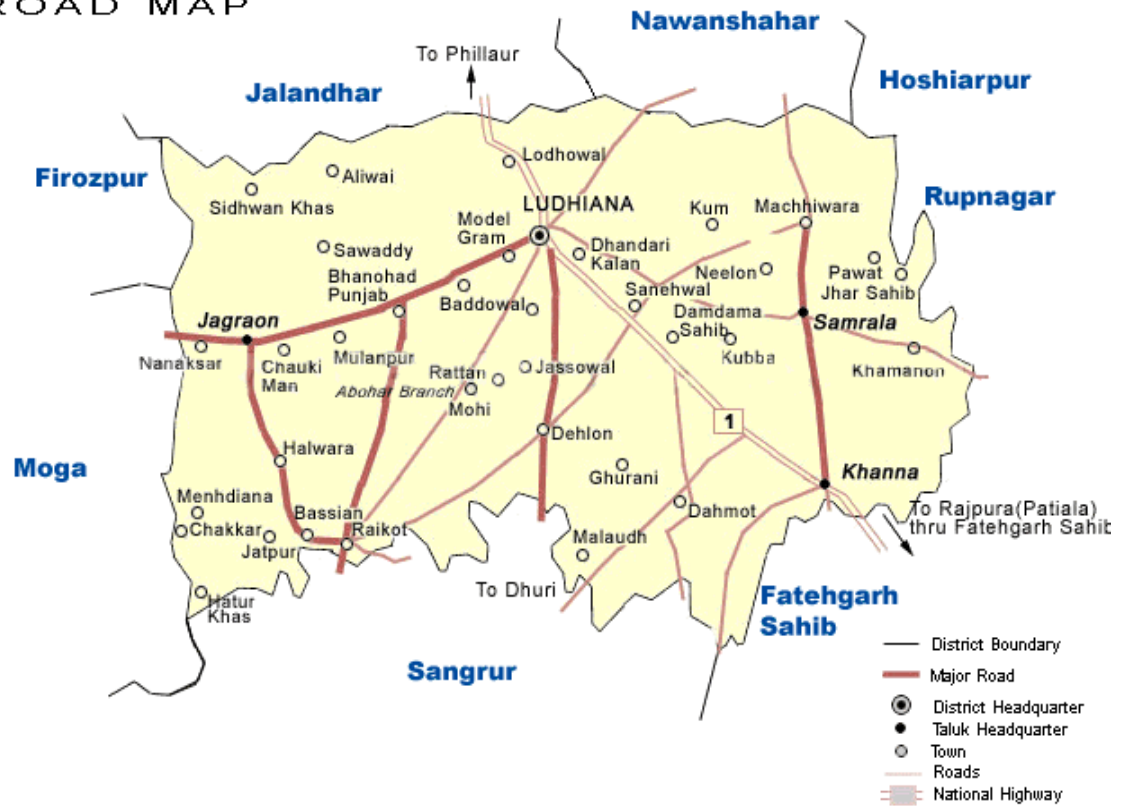 ROAD MAP
Nawanshahar
To Phillaur
Hoshiarpur
Jalandhar
Lodhowal
Firozpur
Aliwai
Sidhwan Khas
Rupnagar
LUDHIANA
Kum
Machhiwara
Model
Gram
Sawaddy
Dhandari
Kalan
Neelon
Pawat
Jhar Sahib
Bhanohad
Punjab
Baddowal
Sanehwal
Damdama
Sahib
Jagraon
Samrala
Nanaksar
Chauki
Man
Mulanpur
Kubba
Khamanon
Rattan
Jassowal
Abohar Branch
Mohi
1
Dehlon
Halwara
Moga
Ghurani
Khanna
Menhdiana
Chakkar
Bassian
Raikot
Dahmot
To Rajpura(Patiala)
thru Fatehgarh Sahib
Jatpur
Malaudh
To Dhuri
Hatur
Khas
Fatehgarh
Sahib
Sangrur
District Boundary
Major Road
District Headquarter
Taluk Headquarter
Town
Roads
National Highway